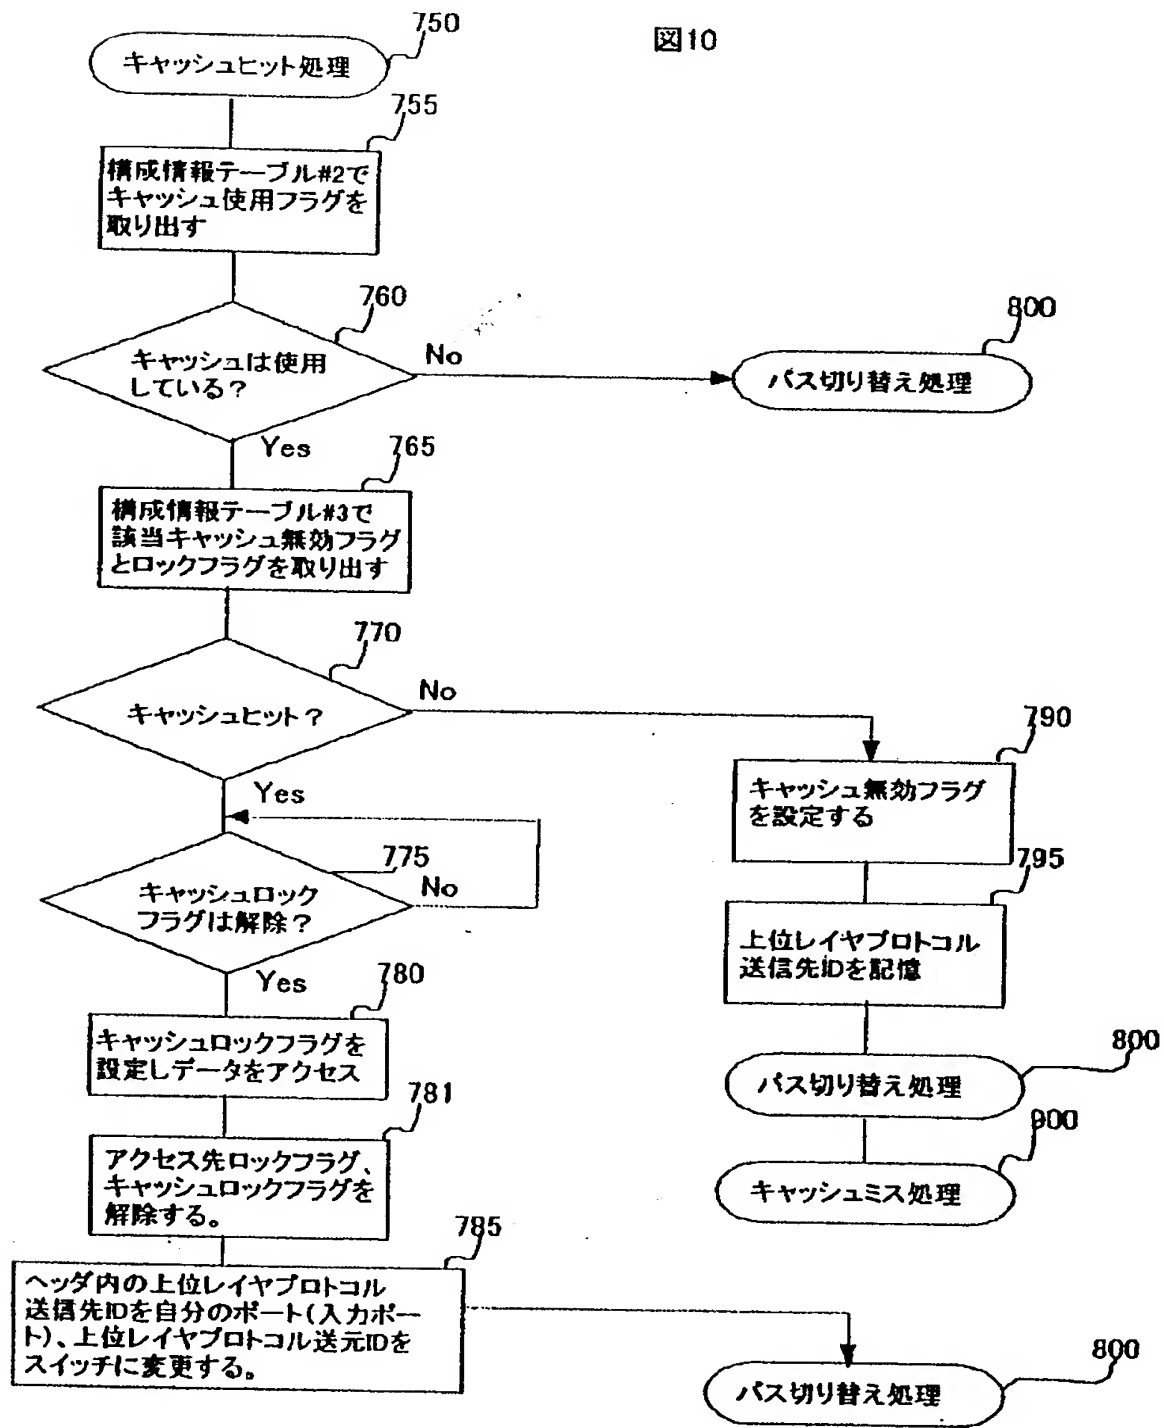 図10
750
キャッシュヒット処理
755
構成情報テーブル#2で
キャッシュ使用フラグを
取り出す
760
キャッシュは使用
している?
No
800
パス切り替え処理
Yes
765
構成情報テーブル#3で
該当キャッシュ無効フラグ
とロックフラグを取り出す
770
キャッシュヒット?
No
790
キャッシュ無効フラグ
を設定する
Yes
775
キャッシュロック
フラグは解除?
No
795
上位レイヤプロトコル
送信先IDを記憶
Yes
780
キャッシュロックフラグを
設定しデータをアクセス
800
パス切り替え処理
781
アクセス先ロックフラグ、
キャッシュロックフラグを
解除する。
900
キャッシュミス処理
785
ヘッダ内の上位レイヤプロトコル
送信先IDを自分のポート(入力ポー
ト)、上位レイヤプロトコル送元IDを
スイッチに変更する。
800
パス切り替え処理